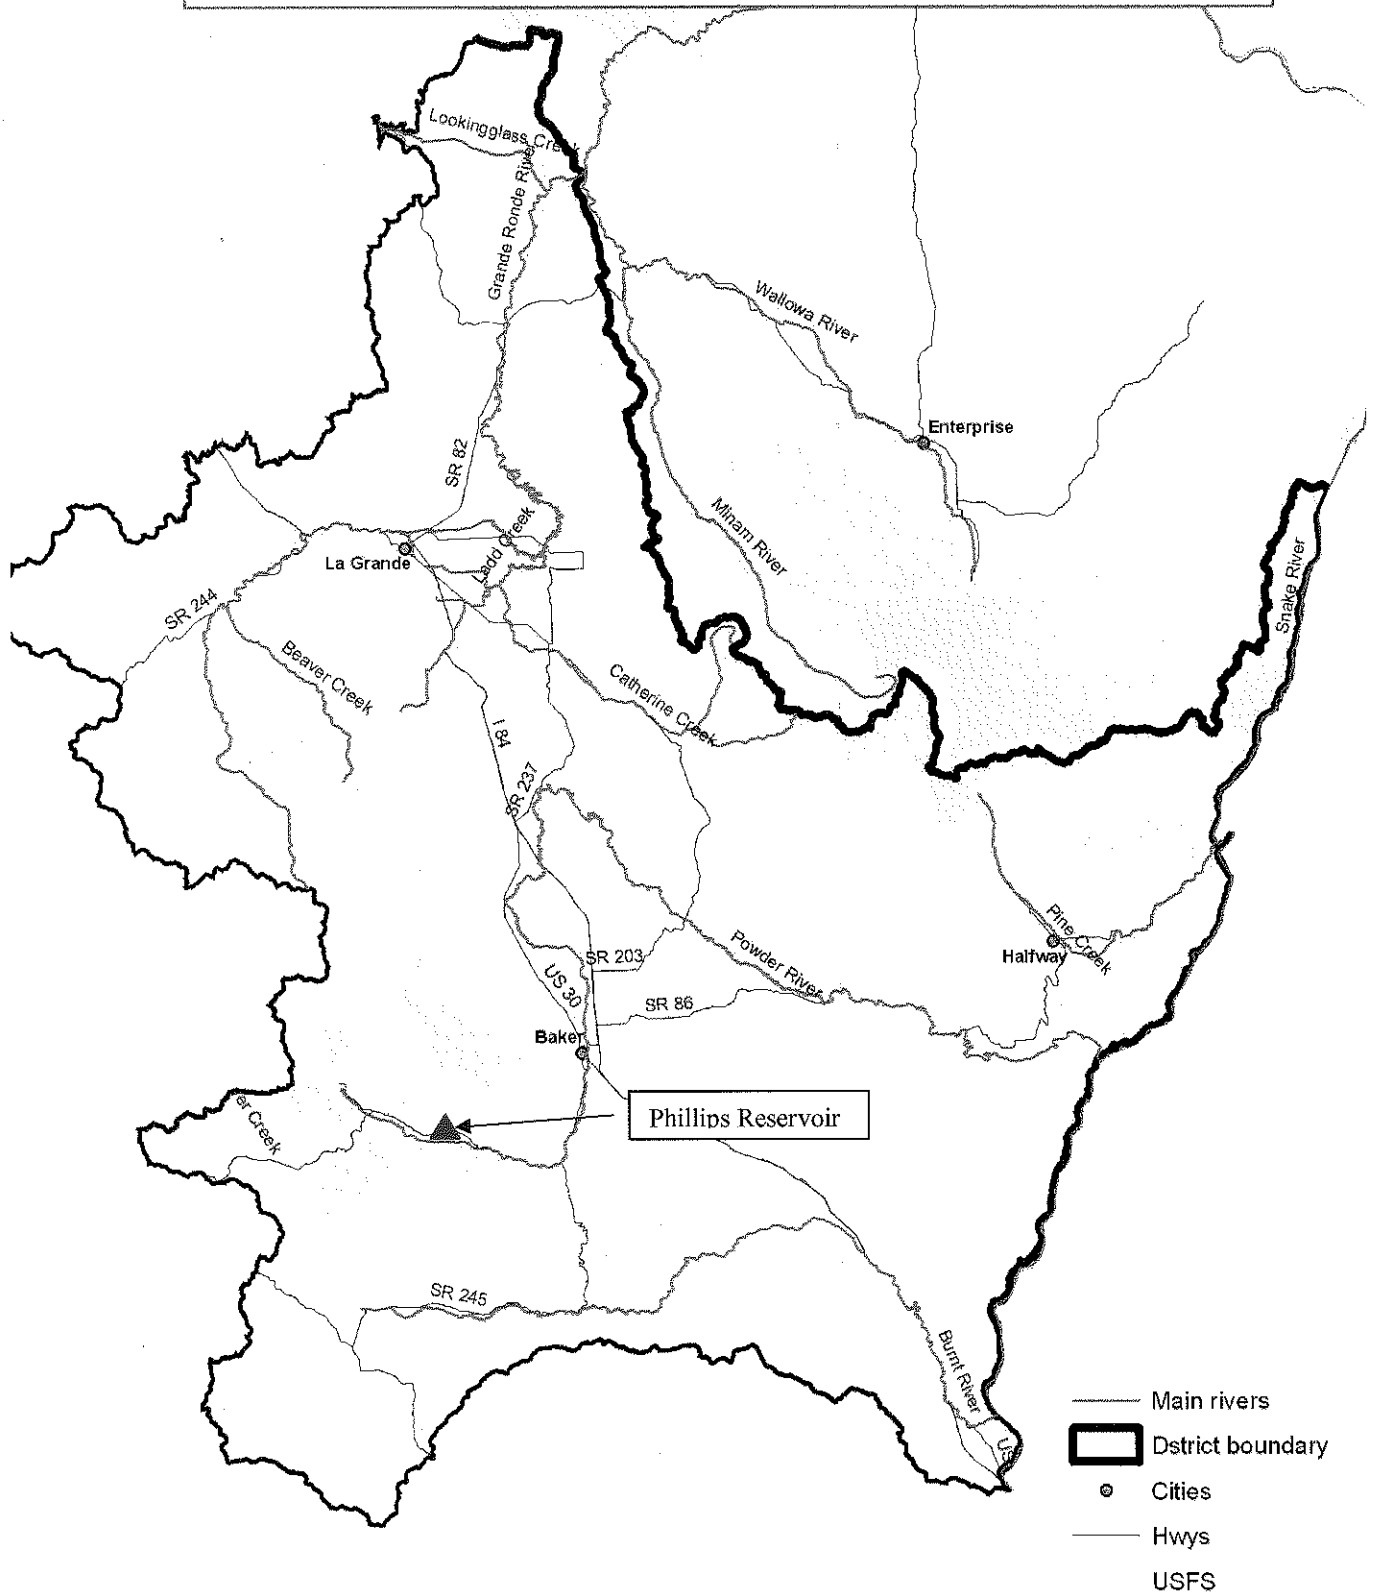 Lookingglass Creek
Grande Ronde River
Wallowa River
Enterprise
SR 82
Minam River
Ladd Creek
La Grande
Snake River
SR 244
Beaver Creek
Catherine Creek
I 84
SR 237
Pine Creek
Halfway
Powder River
SR 203
US 30
SR 86
Baker
Phillips Reservoir
er Creek
SR 245
Burnt River
US
Main rivers
Dstrict boundary
Cities
Hwys
USFS